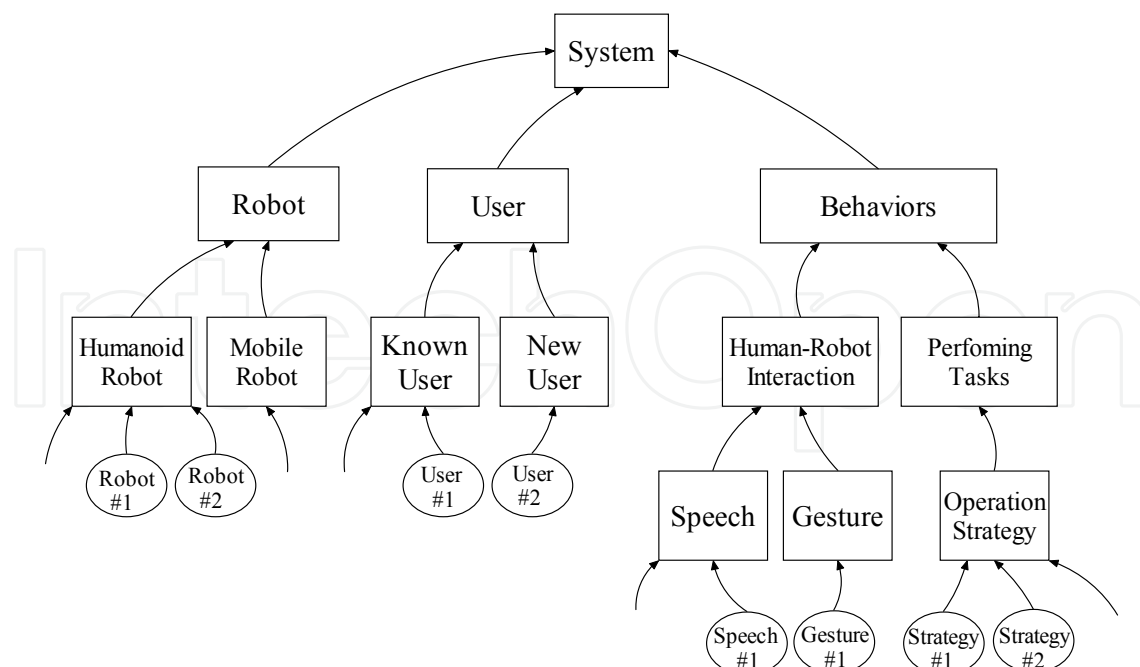 System
Robot
User
Behaviors
Humanoid
Robot
Mobile
Robot
Known
User
New
User
Human-Robot
Interaction
Perfoming
Tasks
Robot
#1
Robot
#2
User
#1
User
#2
Speech
Gesture
Operation
Strategy
Speech
#1
Gesture
#1
Strategy
#1
Strategy
#2
IntechOpen